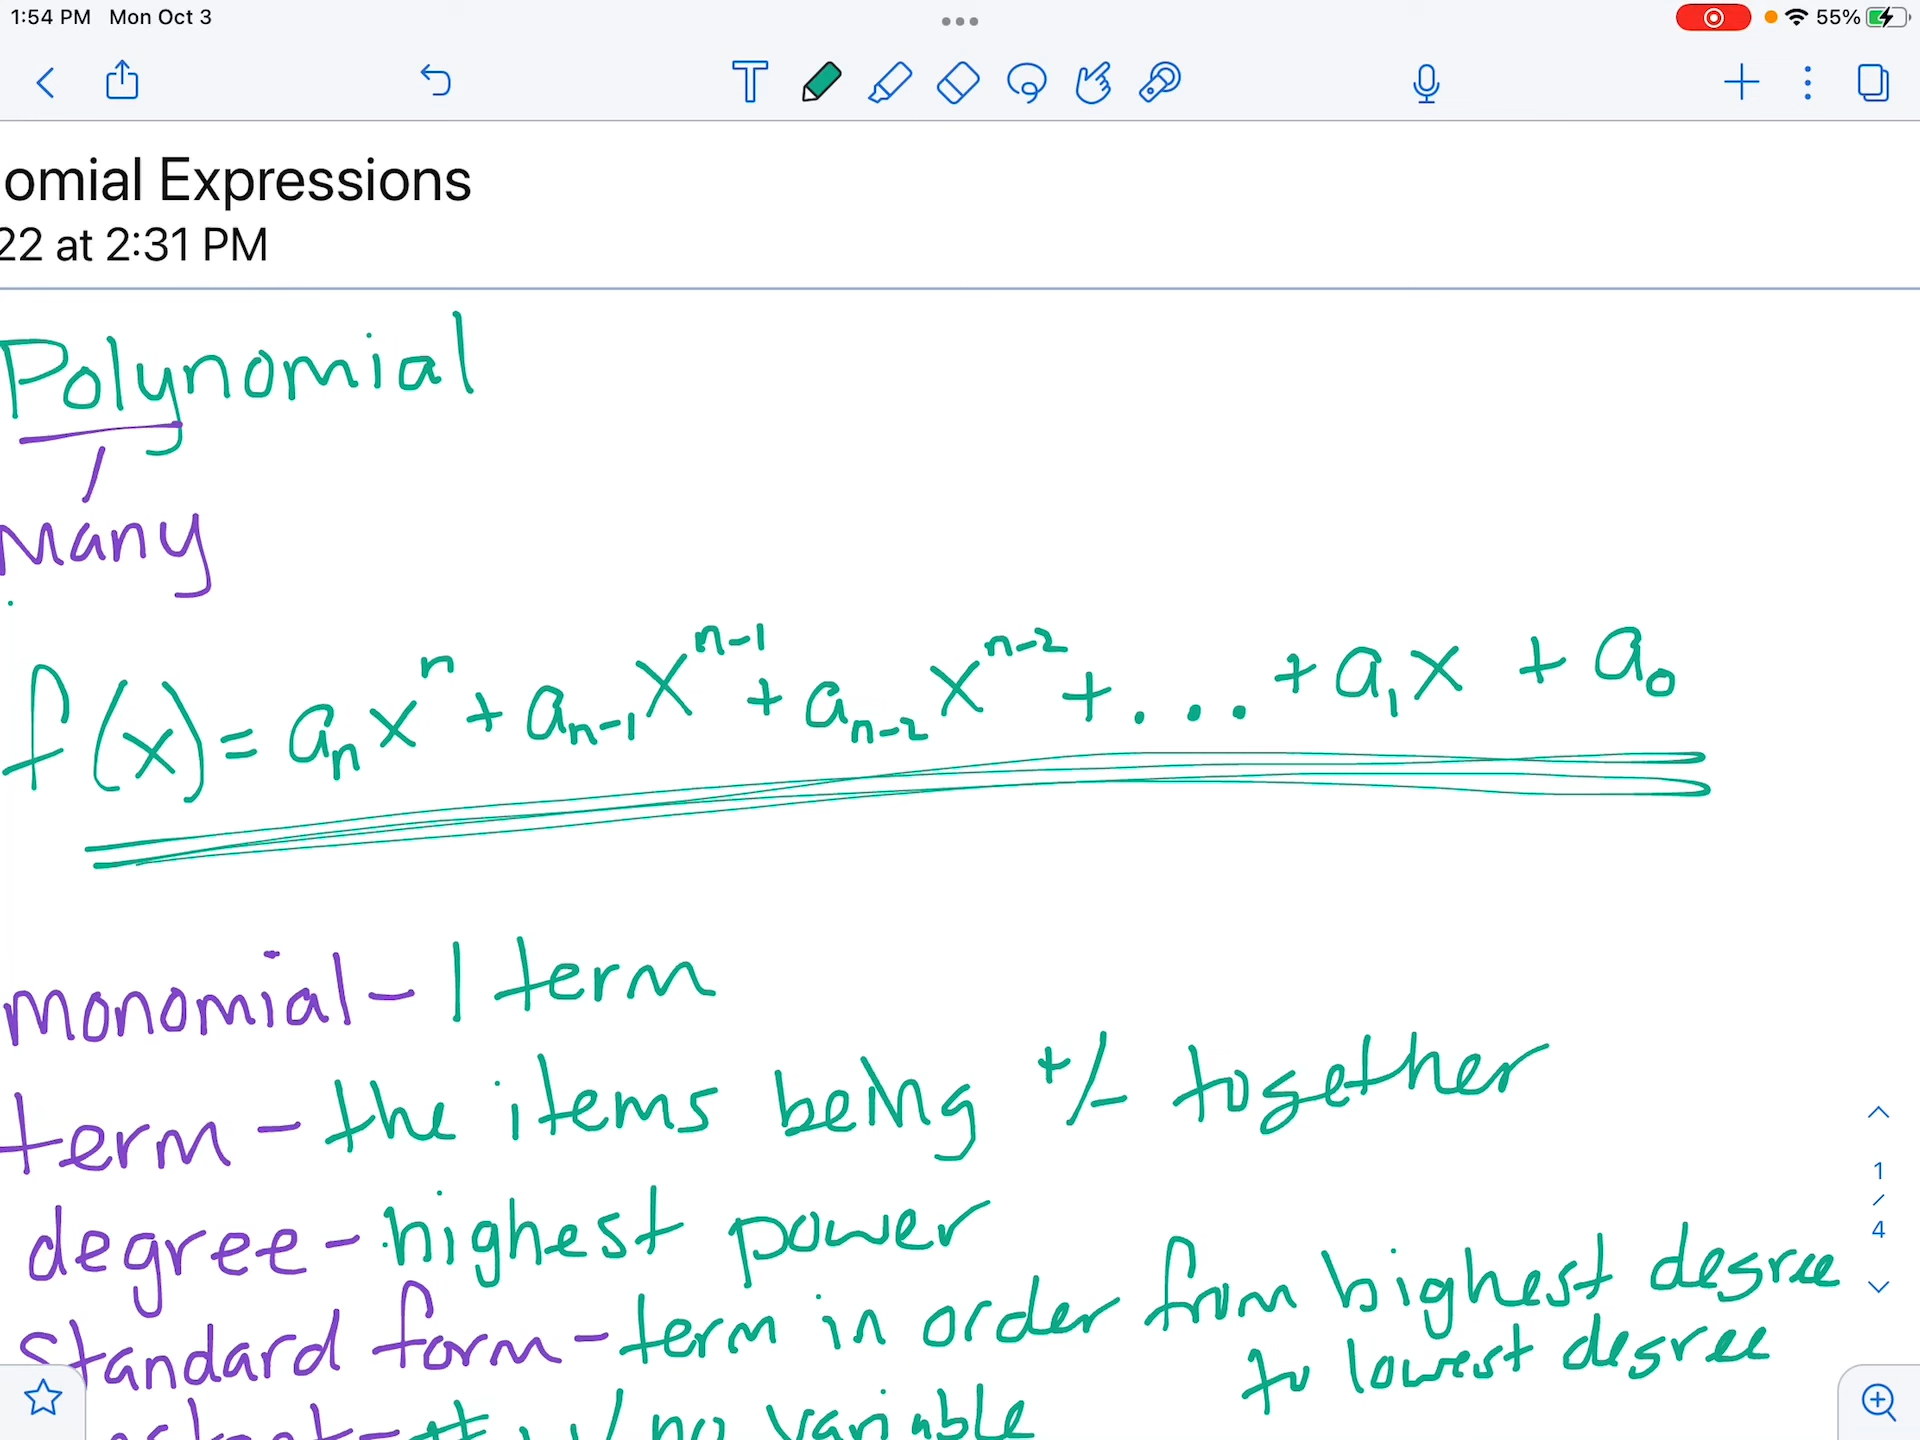 1:54 PM Mon Oct 3
55%
omial Expressions
22 at 2:31 PM
Polynomial
Many
f(x) = aₙxⁿ + aₙ₋₁xⁿ⁻¹ + aₙ₋₂xⁿ⁻² + . . . + a₁x + a₀
monomial - 1 term
term - the items being +/- together
degree - highest power
standard form - term in order from highest degree
to lowest degree
nstant - # w/ no variable
1
/
4